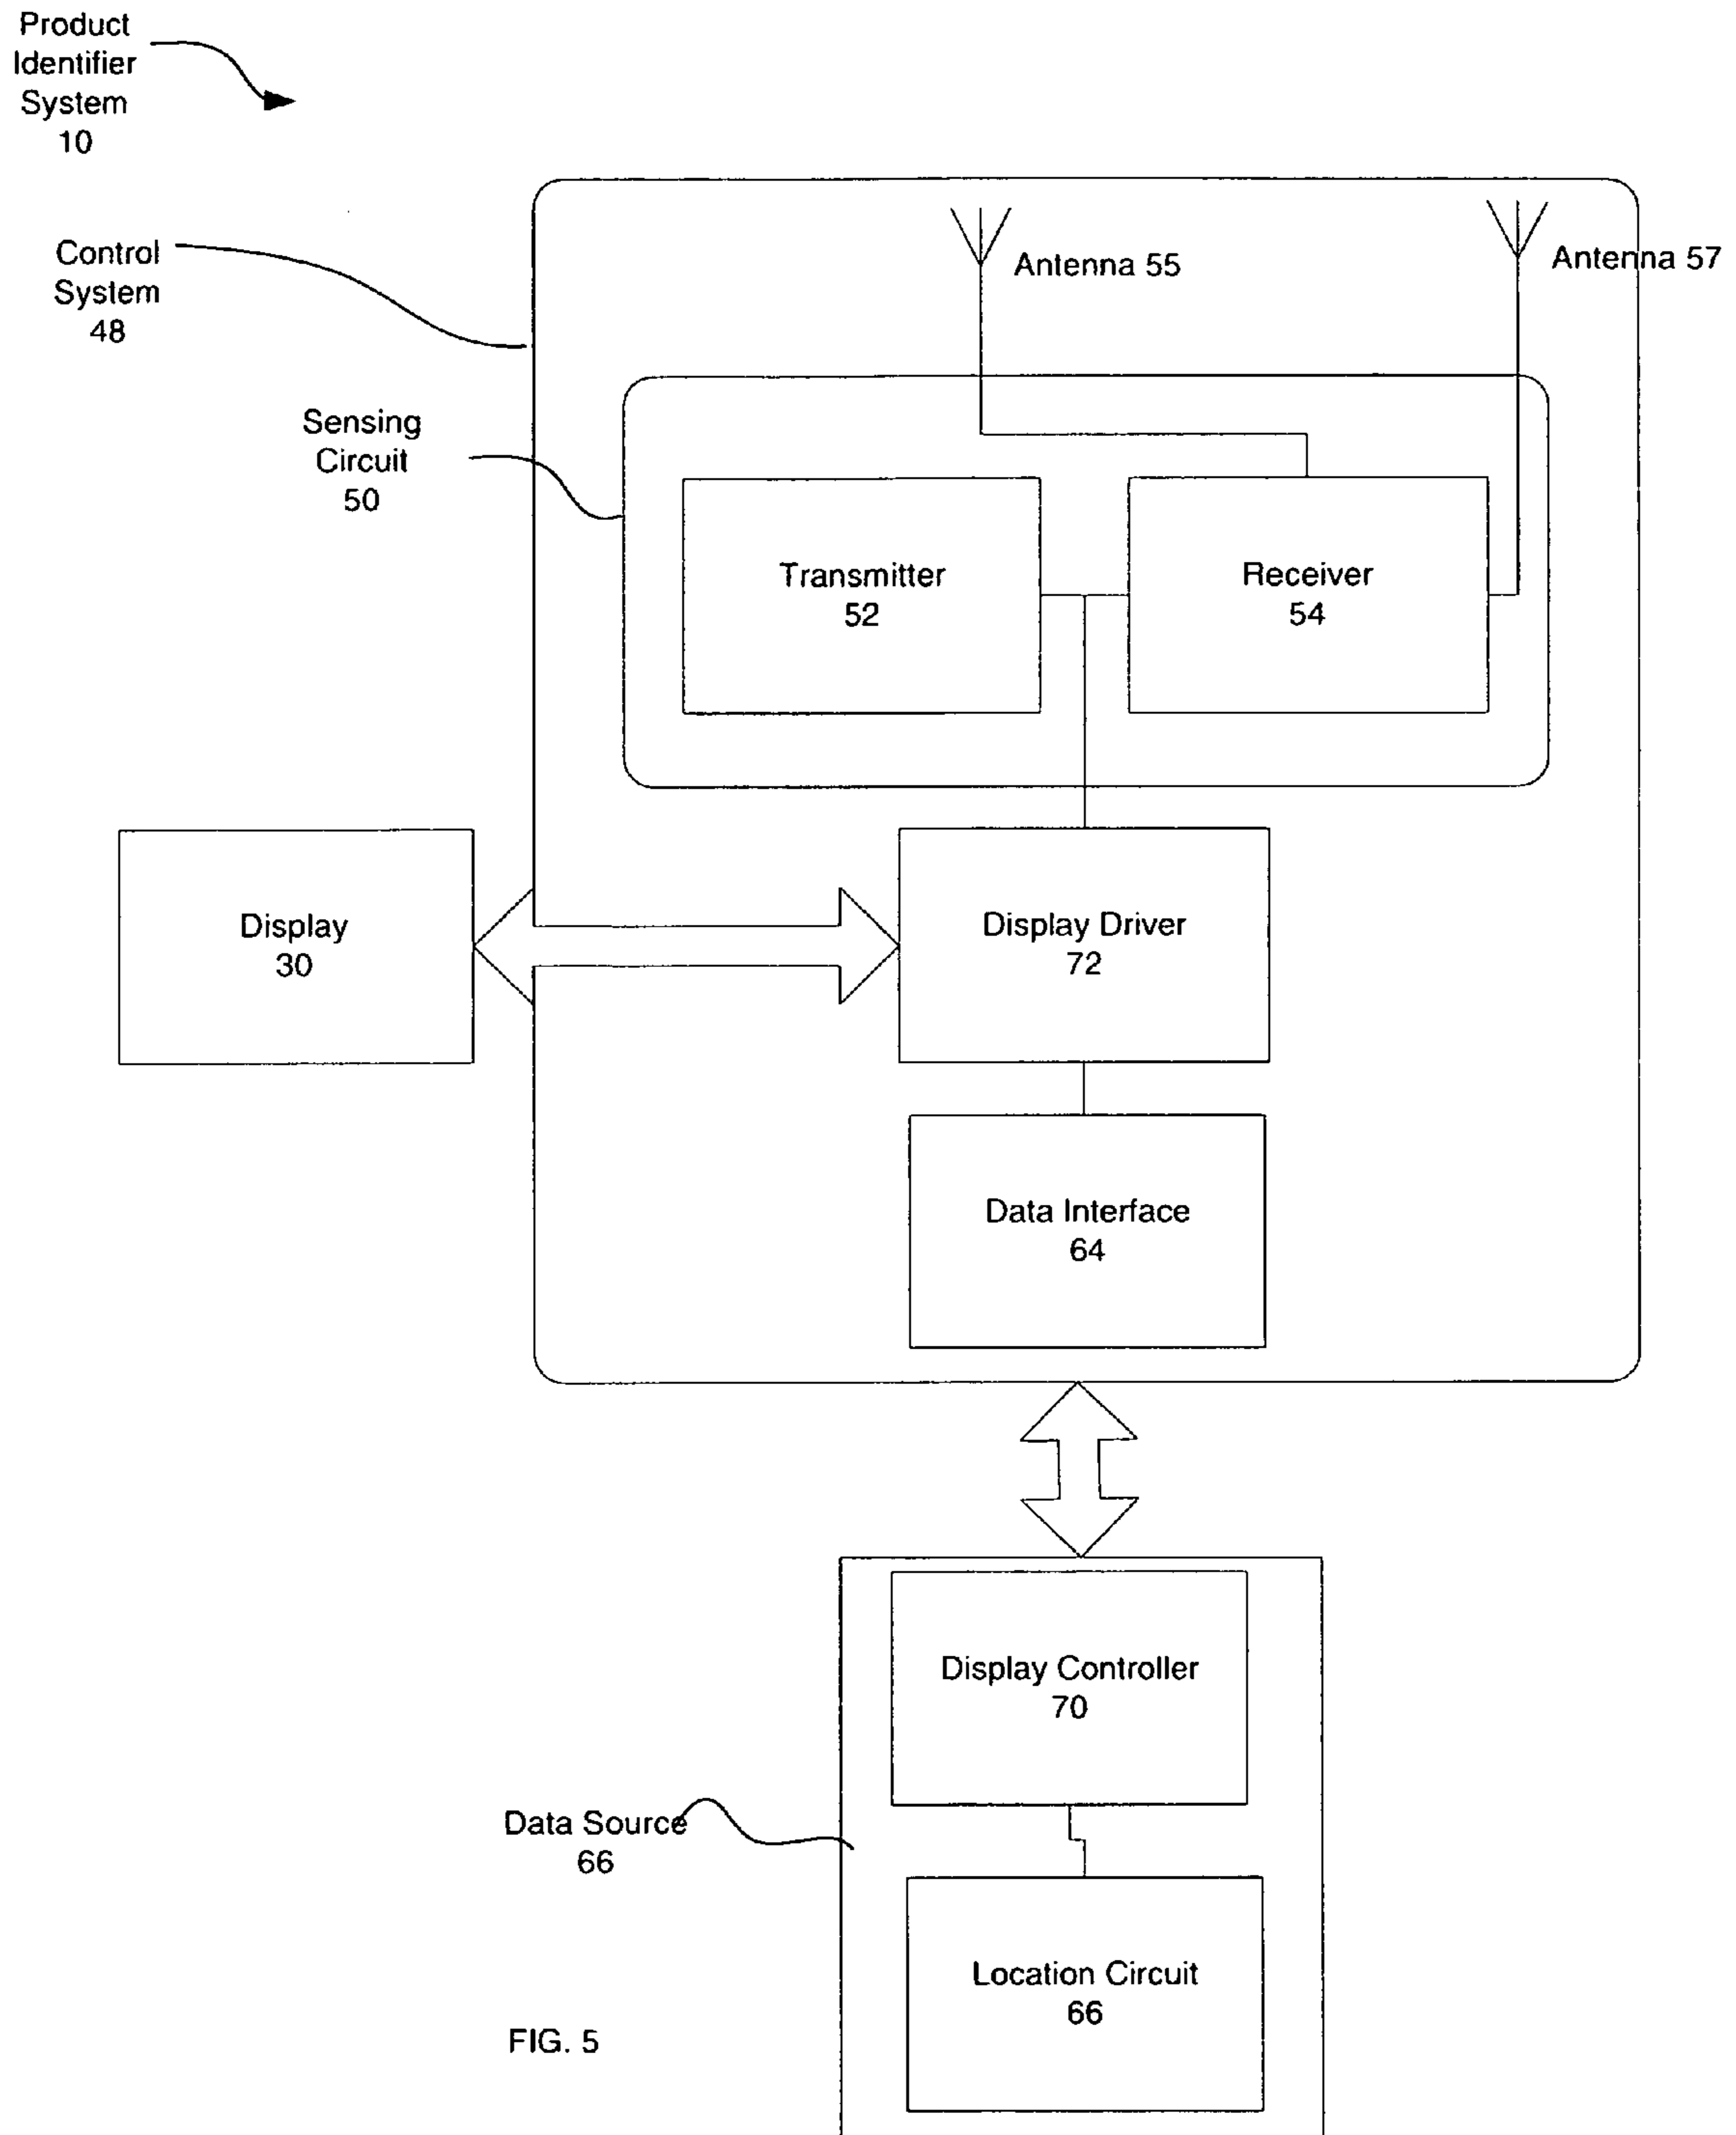 Product
Identifier
System
10
Control
System
48
Antenna 55
Antenna 57
Sensing
Circuit
50
Transmitter
52
Receiver
54
Display
30
Display Driver
72
Data Interface
64
Display Controller
70
Data Source
66
Location Circuit
66
FIG. 5